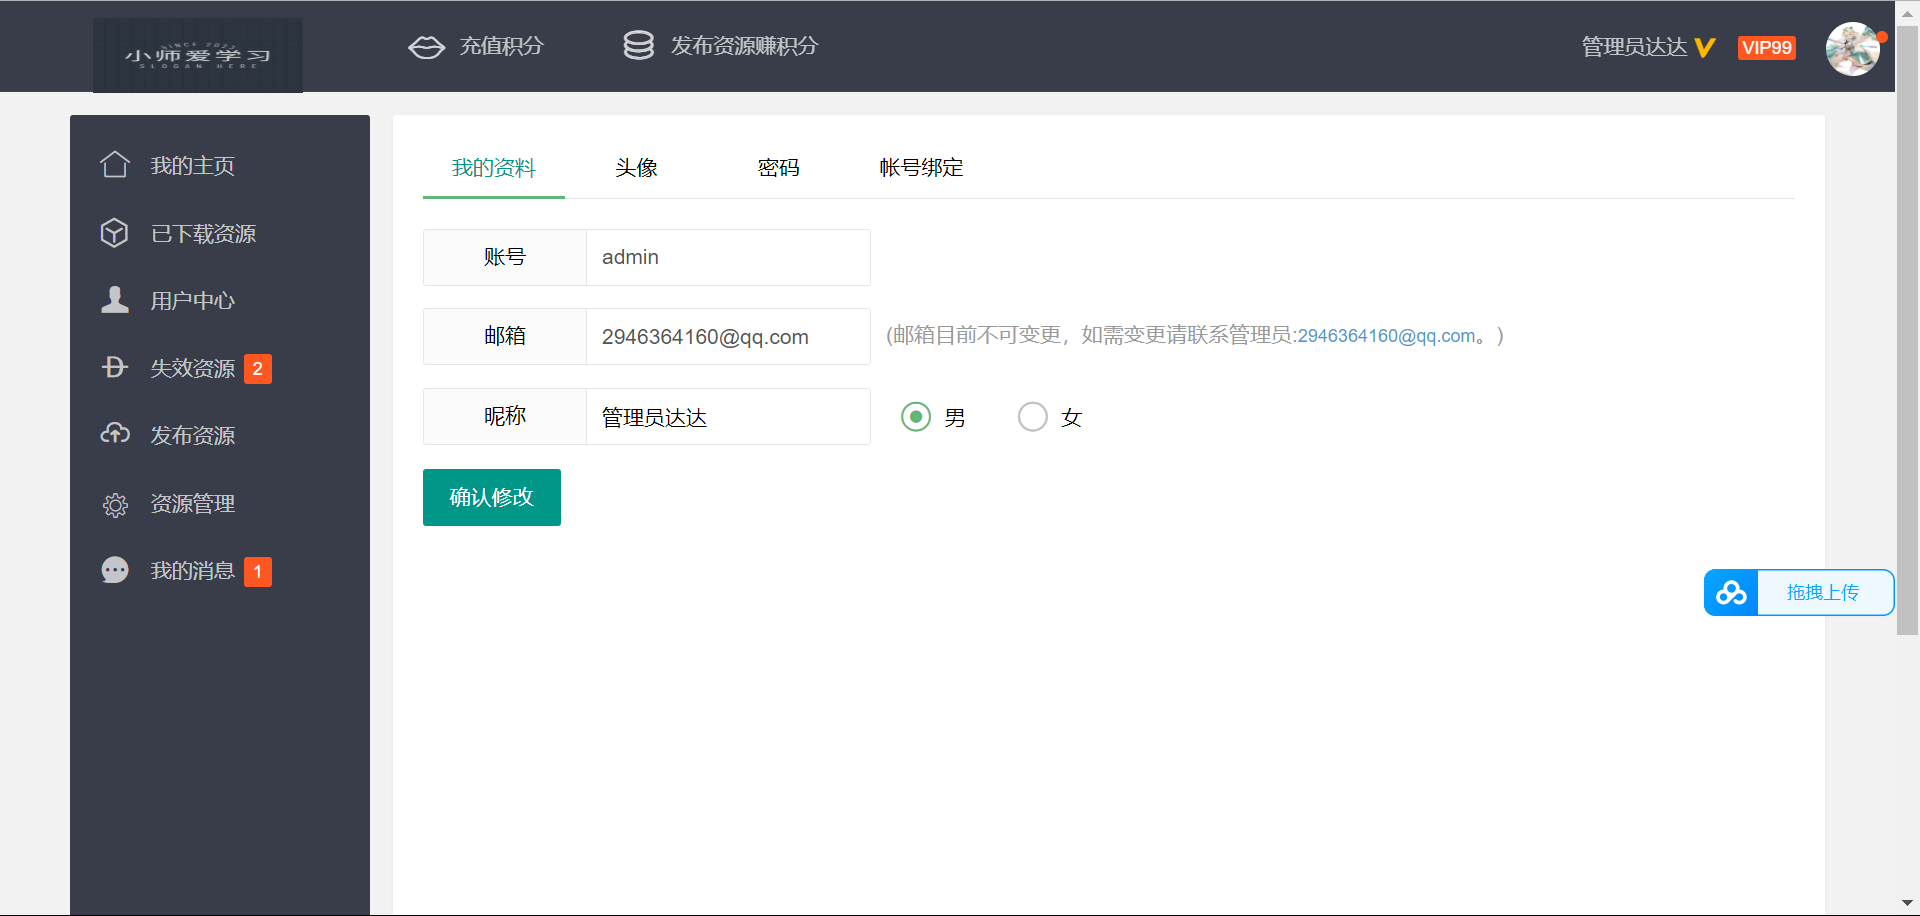 SINCE 2022
小师爱学习
SLOGAN HERE
充值积分
发布资源赚积分
管理员达达
VIP99
我的主页
已下载资源
用户中心
失效资源 2
发布资源
资源管理
我的消息 1
我的资料 头像 密码 帐号绑定
账号 admin
邮箱 2946364160@qq.com (邮箱目前不可变更，如需变更请联系管理员:2946364160@qq.com。)
昵称 管理员达达 男 女
确认修改
拖拽上传